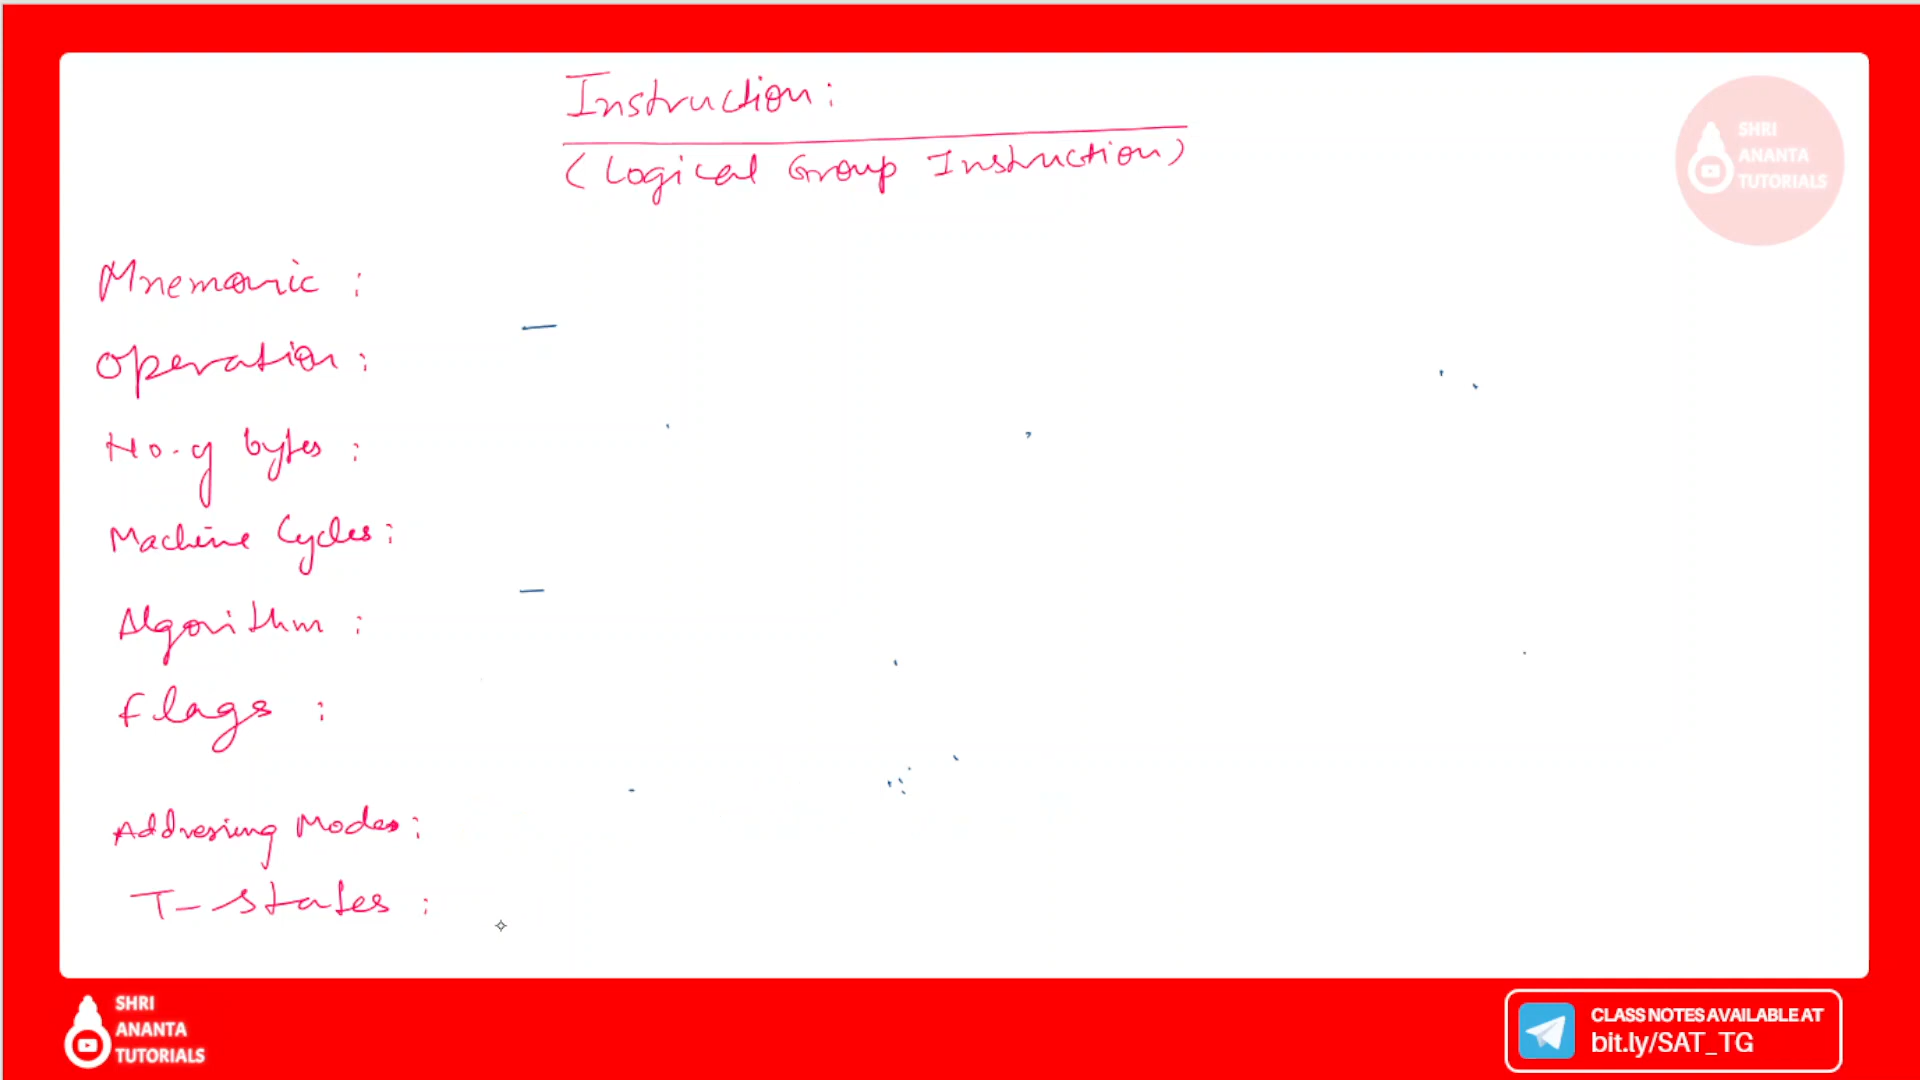 Instruction:
(Logical Group Instruction)
SHRI
ANANTA
TUTORIALS
Mnemonic :
Operation :
No. of bytes :
Machine Cycles :
Algorithm :
Flags :
Addressing Modes :
T-states :
SHRI
ANANTA
TUTORIALS
CLASS NOTES AVAILABLE AT
bit.ly/SAT_TG